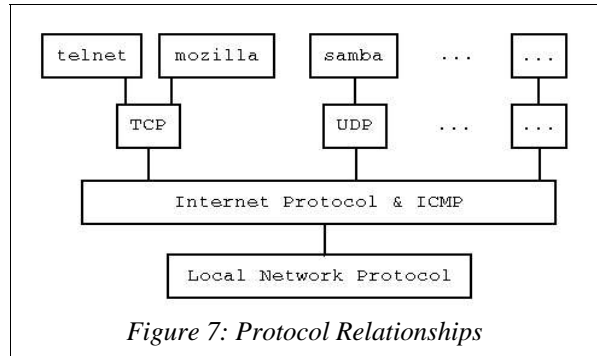 telnet mozilla samba ... ...
TCP UDP ... ...
Internet Protocol & ICMP
Local Network Protocol
Figure 7: Protocol Relationships